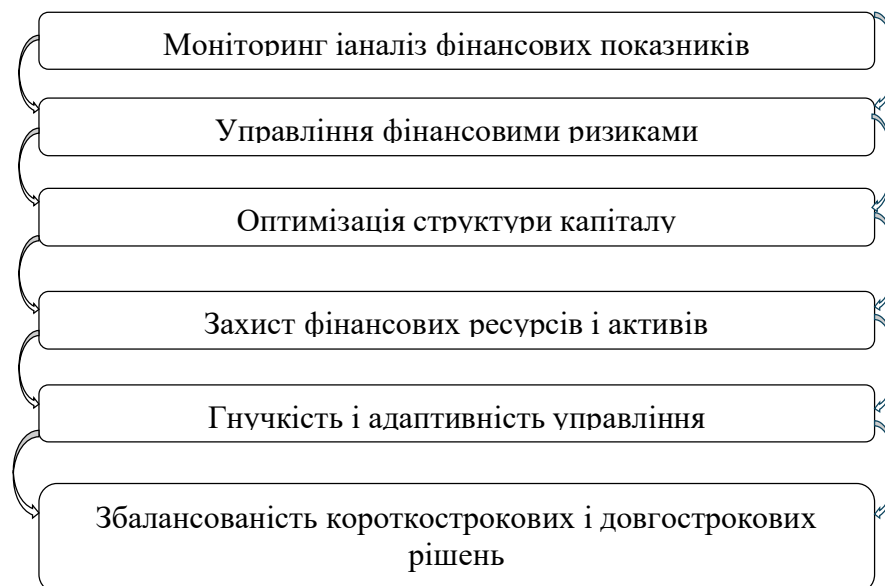 Моніторинг іаналіз фінансових показників
Управління фінансовими ризиками
Оптимізація структури капіталу
Захист фінансових ресурсів і активів
Гнучкість і адаптивність управління
Збалансованість короткострокових і довгострокових
рішень